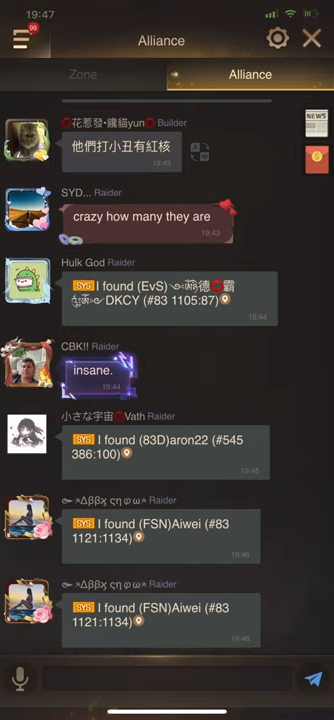 19:47
99
Alliance
Zone
Alliance
NEWS
⭕花惹發•饞貓yun⭕ Builder
他們打小丑有紅核
19:43
SYD... Raider
crazy how many they are
19:43
Hulk God Raider
SYS I found (EvS) 德⭕霸
DKCY (#83 1105:87)
19:44
CBK!! Raider
insane.
19:44
小さな宇宙⭕Vath Raider
SYS I found (83D)aron22 (#545
386:100)
19:45
Raider
SYS I found (FSN)Aiwei (#83
1121:1134)
19:46
Raider
SYS I found (FSN)Aiwei (#83
1121:1134)
19:46